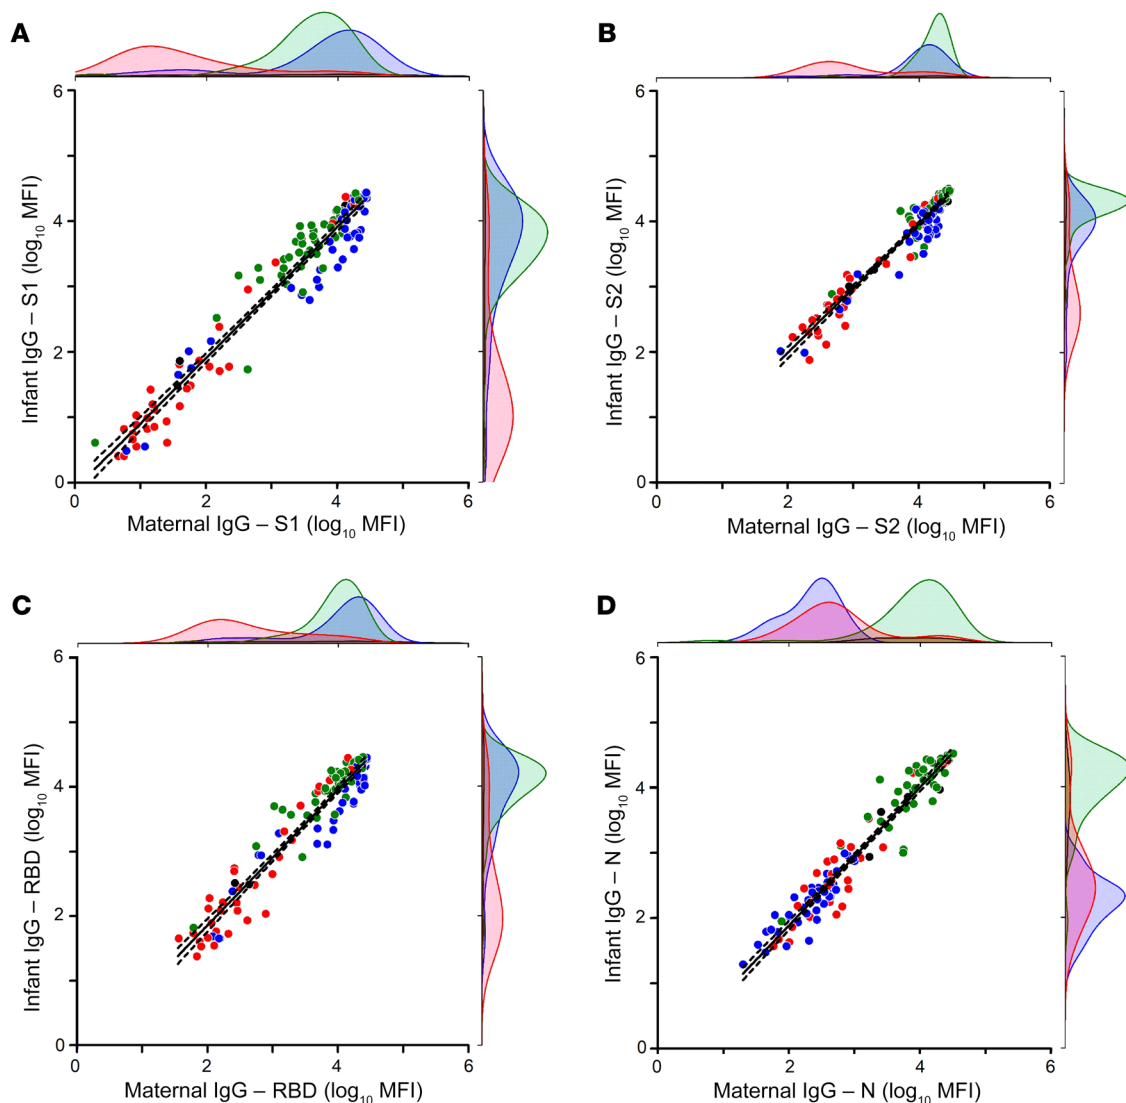 A
B
6
4
2
0
Infant IgG – S1 (log10 MFI)
0 2 4 6
Maternal IgG – S1 (log10 MFI)
6
4
2
0
Infant IgG – S2 (log10 MFI)
0 2 4 6
Maternal IgG – S2 (log10 MFI)
C
D
6
4
2
0
Infant IgG – RBD (log10 MFI)
0 2 4 6
Maternal IgG – RBD (log10 MFI)
6
4
2
0
Infant IgG – N (log10 MFI)
0 2 4 6
Maternal IgG – N (log10 MFI)